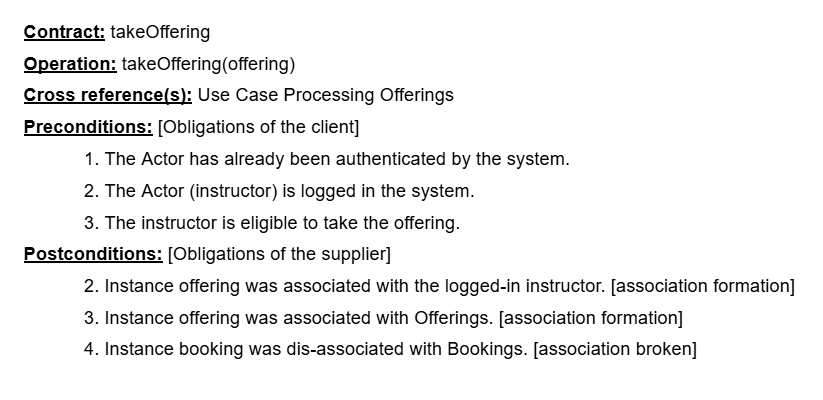 Contract: takeOffering
Operation: takeOffering(offering)
Cross reference(s): Use Case Processing Offerings
Preconditions: [Obligations of the client]
1. The Actor has already been authenticated by the system.
2. The Actor (instructor) is logged in the system.
3. The instructor is eligible to take the offering.
Postconditions: [Obligations of the supplier]
2. Instance offering was associated with the logged-in instructor. [association formation]
3. Instance offering was associated with Offerings. [association formation]
4. Instance booking was dis-associated with Bookings. [association broken]